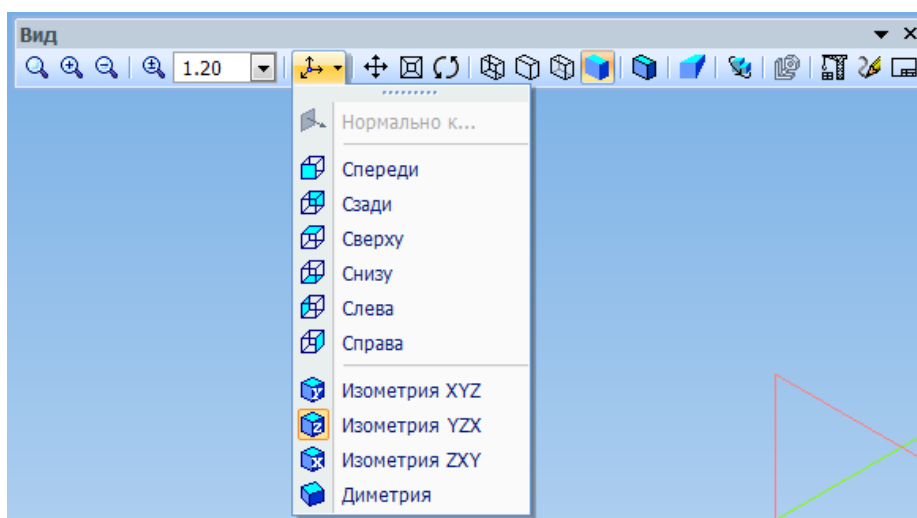 Вид
1.20
Нормально к...
Спереди
Сзади
Сверху
Снизу
Слева
Справа
Изометрия XYZ
Изометрия YZX
Изометрия ZXY
Диметрия